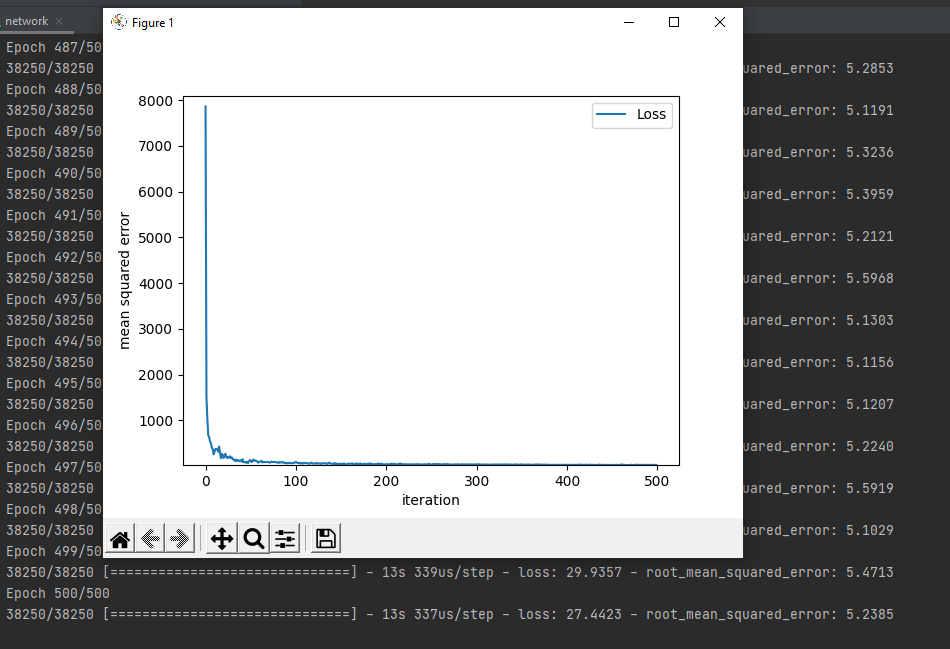 network
Figure 1
Epoch 487/50
38250/38250 uared_error: 5.2853
Epoch 488/50
38250/38250 uared_error: 5.1191
Epoch 489/50
38250/38250 uared_error: 5.3236
Epoch 490/50
38250/38250 uared_error: 5.3959
Epoch 491/50
38250/38250 uared_error: 5.2121
Epoch 492/50
38250/38250 uared_error: 5.5968
Epoch 493/50
38250/38250 uared_error: 5.1303
Epoch 494/50
38250/38250 uared_error: 5.1156
Epoch 495/50
38250/38250 uared_error: 5.1207
Epoch 496/50
38250/38250 uared_error: 5.2240
Epoch 497/50
38250/38250 uared_error: 5.5919
Epoch 498/50
38250/38250 uared_error: 5.1029
Epoch 499/50
38250/38250 [==============================] - 13s 339us/step - loss: 29.9357 - root_mean_squared_error: 5.4713
Epoch 500/500
38250/38250 [==============================] - 13s 337us/step - loss: 27.4423 - root_mean_squared_error: 5.2385
Loss
8000
7000
6000
5000
4000
3000
2000
1000
mean squared error
0 100 200 300 400 500
iteration